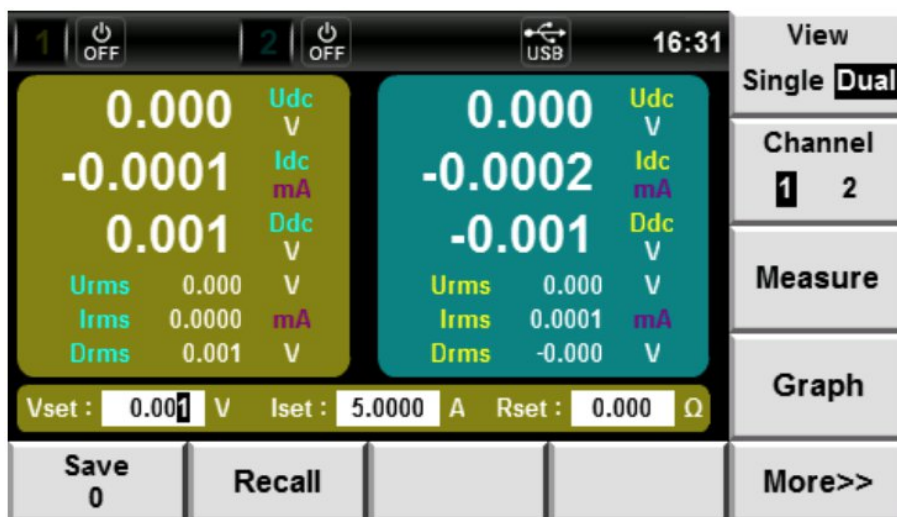 1 OFF 2 OFF USB 16:31
View
Single Dual
Channel
1 2
Measure
Graph
More>>
0.000 Udc V
-0.0001 Idc mA
0.001 Ddc V
Urms 0.000 V
Irms 0.0000 mA
Drms 0.001 V
0.000 Udc V
-0.0002 Idc mA
-0.001 Ddc V
Urms 0.000 V
Irms 0.0001 mA
Drms -0.000 V
Vset : 0.001 V Iset : 5.0000 A Rset : 0.000 Ω
Save
0
Recall